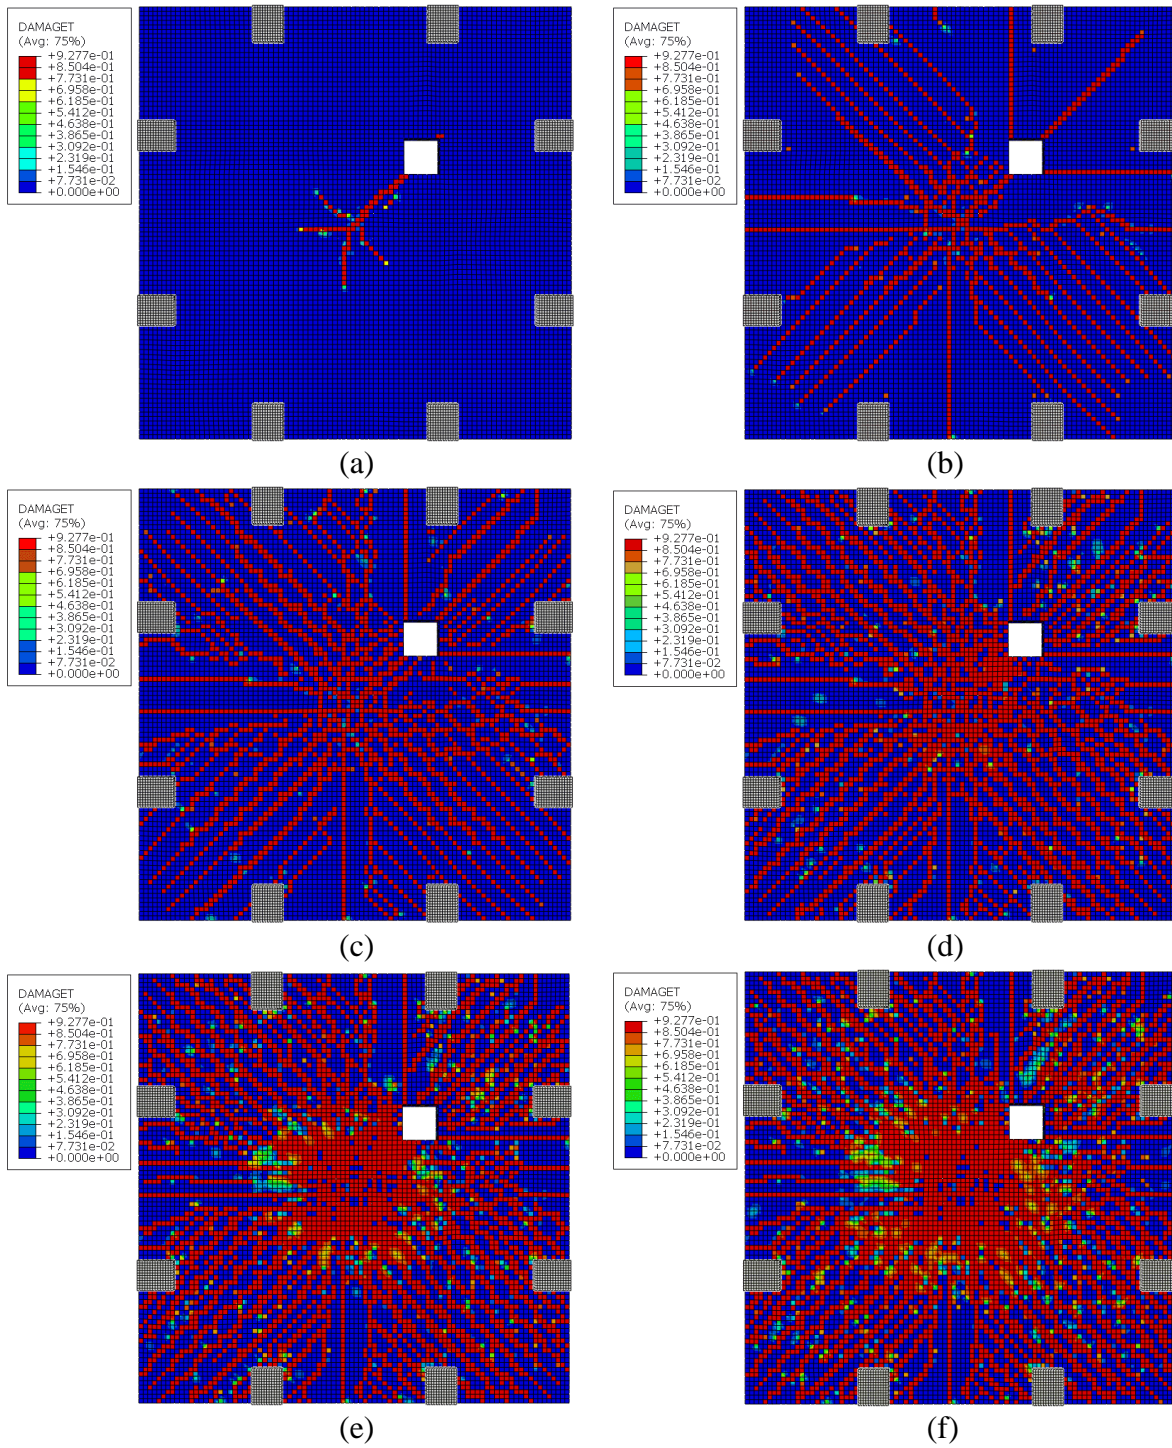 DAMAGET
(Avg: 75%)
+9.277e-01
+8.504e-01
+7.731e-01
+6.958e-01
+6.185e-01
+5.412e-01
+4.638e-01
+3.865e-01
+3.092e-01
+2.319e-01
+1.546e-01
+7.731e-02
+0.000e+00
(a)
DAMAGET
(Avg: 75%)
+9.277e-01
+8.504e-01
+7.731e-01
+6.958e-01
+6.185e-01
+5.412e-01
+4.638e-01
+3.865e-01
+3.092e-01
+2.319e-01
+1.546e-01
+7.731e-02
+0.000e+00
(b)
DAMAGET
(Avg: 75%)
+9.277e-01
+8.504e-01
+7.731e-01
+6.958e-01
+6.185e-01
+5.412e-01
+4.638e-01
+3.865e-01
+3.092e-01
+2.319e-01
+1.546e-01
+7.731e-02
+0.000e+00
(c)
DAMAGET
(Avg: 75%)
+9.277e-01
+8.504e-01
+7.731e-01
+6.958e-01
+6.185e-01
+5.412e-01
+4.638e-01
+3.865e-01
+3.092e-01
+2.319e-01
+1.546e-01
+7.731e-02
+0.000e+00
(d)
DAMAGET
(Avg: 75%)
+9.277e-01
+8.504e-01
+7.731e-01
+6.958e-01
+6.185e-01
+5.412e-01
+4.638e-01
+3.865e-01
+3.092e-01
+2.319e-01
+1.546e-01
+7.731e-02
+0.000e+00
(e)
DAMAGET
(Avg: 75%)
+9.277e-01
+8.504e-01
+7.731e-01
+6.958e-01
+6.185e-01
+5.412e-01
+4.638e-01
+3.865e-01
+3.092e-01
+2.319e-01
+1.546e-01
+7.731e-02
+0.000e+00
(f)